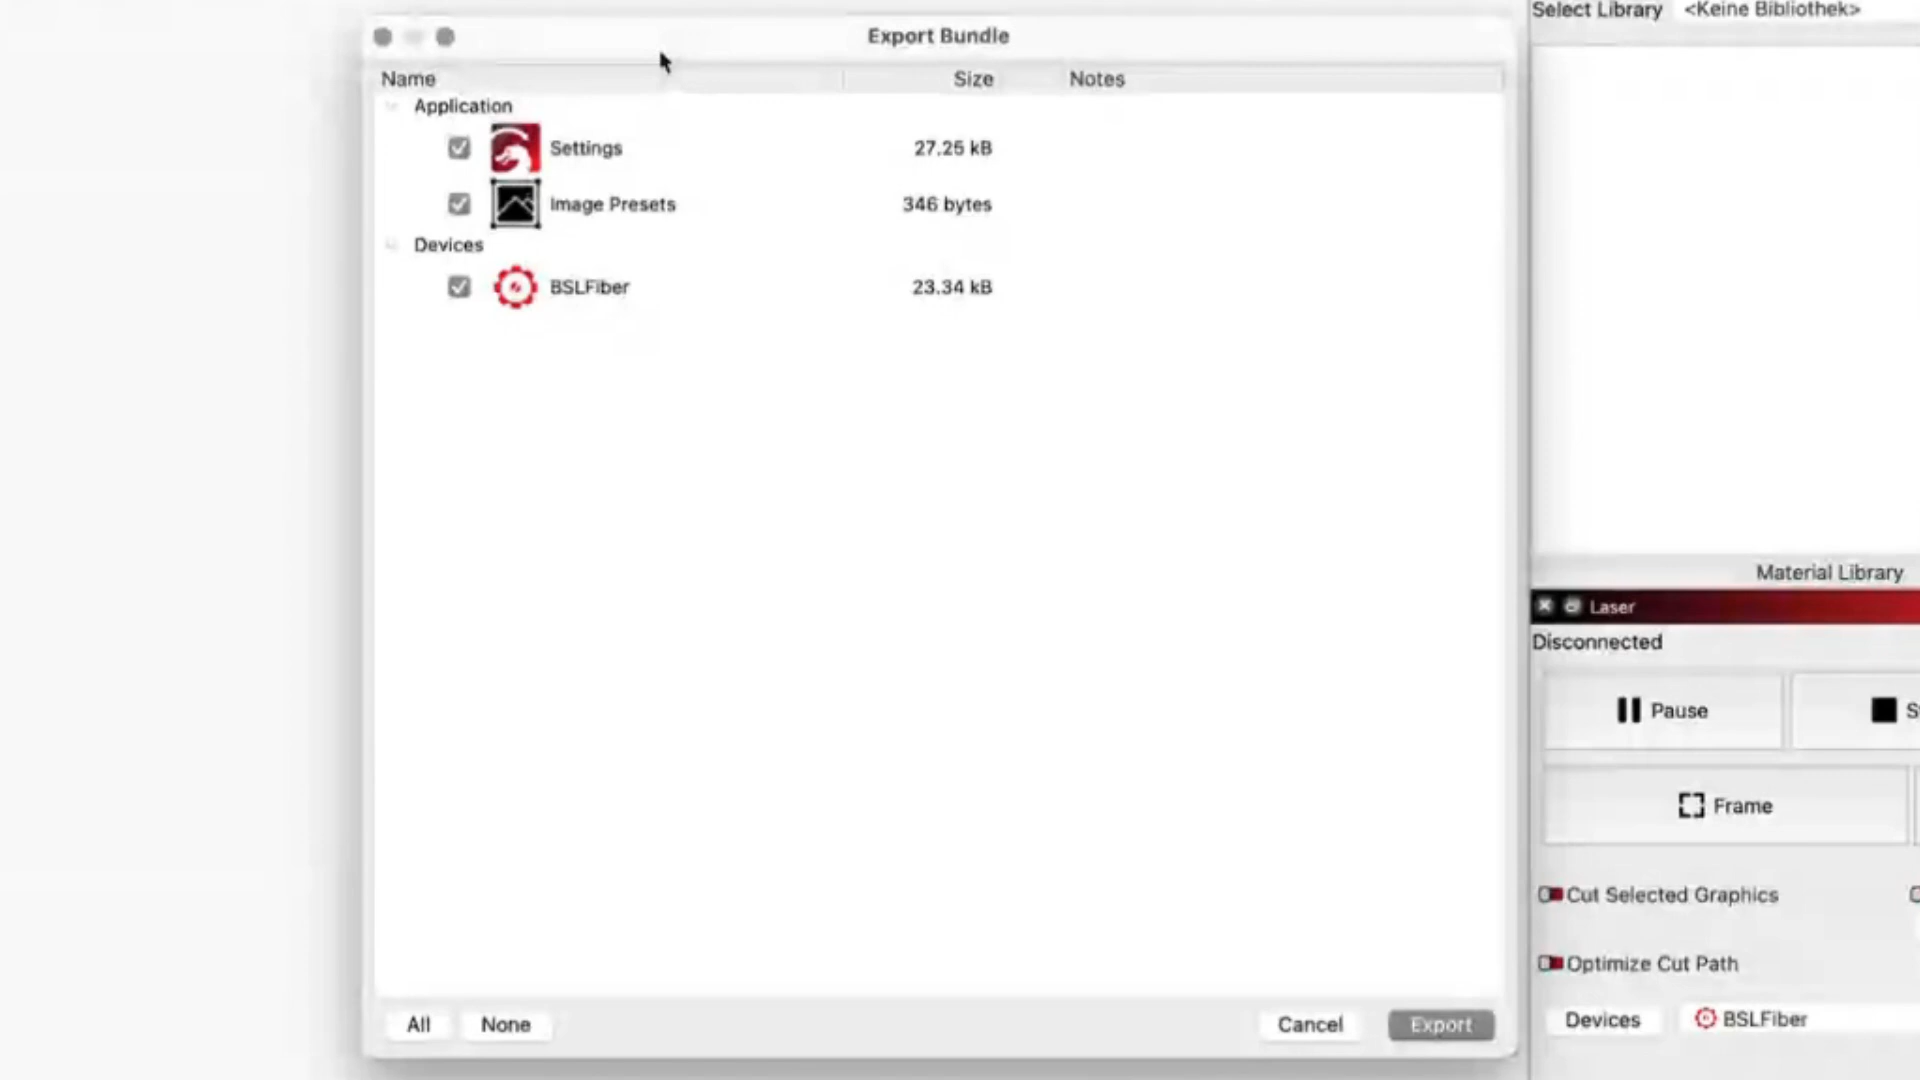 Export Bundle
Name Size Notes
Application
Settings 27.25 kB
Image Presets 346 bytes
Devices
BSLFiber 23.34 kB
All None Cancel Export
Select Library <Keine Bibliothek>
Material Library
Laser
Disconnected
Pause
Frame
Cut Selected Graphics
Optimize Cut Path
Devices BSLFiber